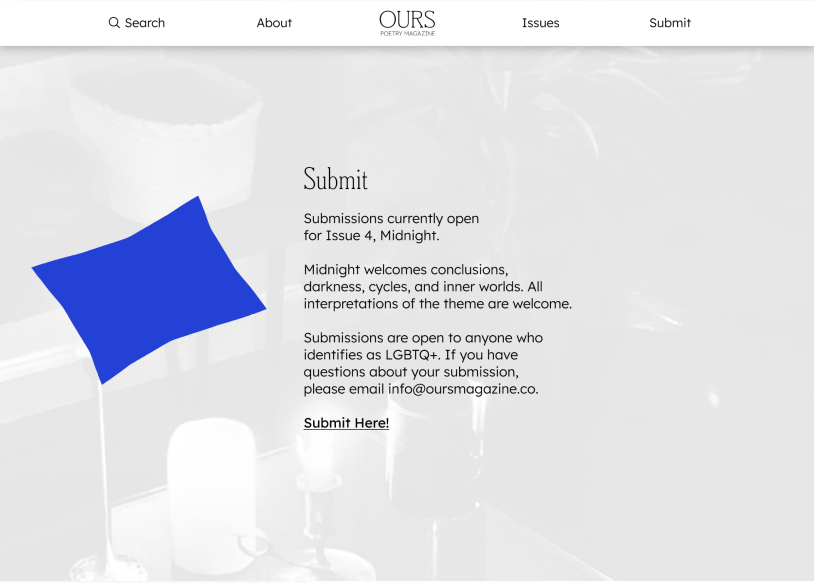 Search
About
OURS
POETRY MAGAZINE
Issues
Submit
Submit
Submissions currently open
for Issue 4, Midnight.
Midnight welcomes conclusions,
darkness, cycles, and inner worlds. All
interpretations of the theme are welcome.
Submissions are open to anyone who
identifies as LGBTQ+. If you have
questions about your submission,
please email info@oursmagazine.co.
Submit Here!